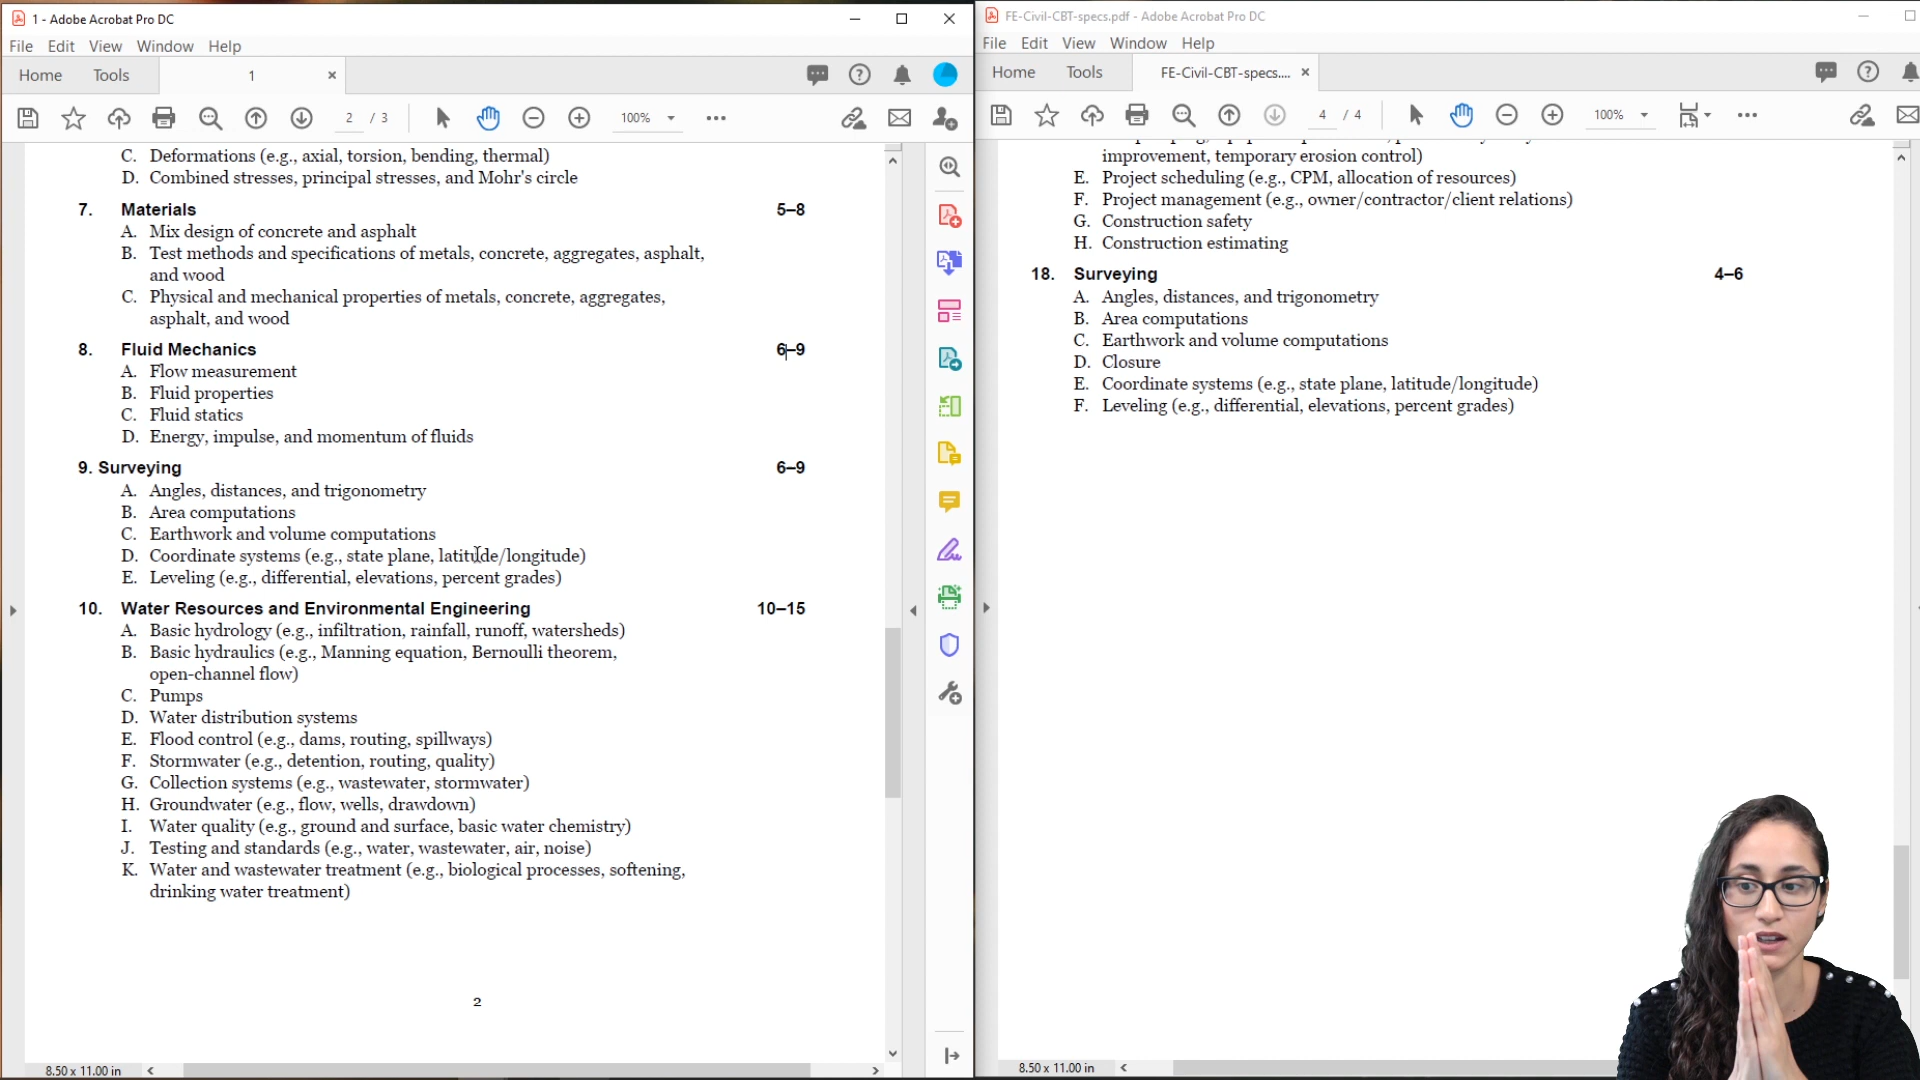 1 - Adobe Acrobat Pro DC
File Edit View Window Help
Home Tools 1
2 / 3 100%
C. Deformations (e.g., axial, torsion, bending, thermal)
D. Combined stresses, principal stresses, and Mohr's circle
7. Materials 5–8
A. Mix design of concrete and asphalt
B. Test methods and specifications of metals, concrete, aggregates, asphalt,
and wood
C. Physical and mechanical properties of metals, concrete, aggregates,
asphalt, and wood
8. Fluid Mechanics 6–9
A. Flow measurement
B. Fluid properties
C. Fluid statics
D. Energy, impulse, and momentum of fluids
9. Surveying 6–9
A. Angles, distances, and trigonometry
B. Area computations
C. Earthwork and volume computations
D. Coordinate systems (e.g., state plane, latitude/longitude)
E. Leveling (e.g., differential, elevations, percent grades)
10. Water Resources and Environmental Engineering 10–15
A. Basic hydrology (e.g., infiltration, rainfall, runoff, watersheds)
B. Basic hydraulics (e.g., Manning equation, Bernoulli theorem,
open-channel flow)
C. Pumps
D. Water distribution systems
E. Flood control (e.g., dams, routing, spillways)
F. Stormwater (e.g., detention, routing, quality)
G. Collection systems (e.g., wastewater, stormwater)
H. Groundwater (e.g., flow, wells, drawdown)
I. Water quality (e.g., ground and surface, basic water chemistry)
J. Testing and standards (e.g., water, wastewater, air, noise)
K. Water and wastewater treatment (e.g., biological processes, softening,
drinking water treatment)
2
8.50 x 11.00 in
FE-Civil-CBT-specs.pdf - Adobe Acrobat Pro DC
File Edit View Window Help
Home Tools FE-Civil-CBT-specs....
4 / 4 100%
improvement, temporary erosion control)
E. Project scheduling (e.g., CPM, allocation of resources)
F. Project management (e.g., owner/contractor/client relations)
G. Construction safety
H. Construction estimating
18. Surveying 4–6
A. Angles, distances, and trigonometry
B. Area computations
C. Earthwork and volume computations
D. Closure
E. Coordinate systems (e.g., state plane, latitude/longitude)
F. Leveling (e.g., differential, elevations, percent grades)
8.50 x 11.00 in